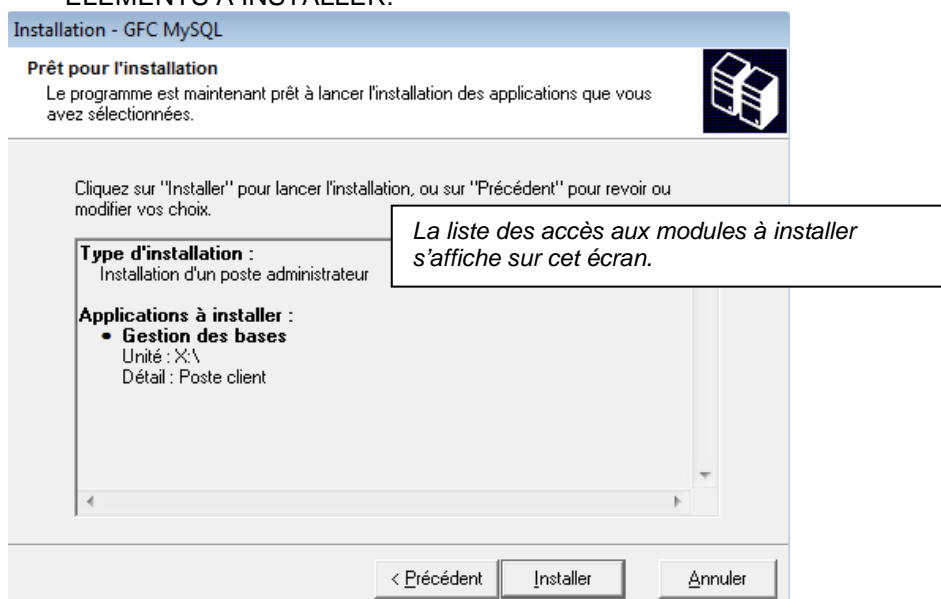 ELEMENTS A INSTALLER.
Installation - GFC MySQL
Prêt pour l'installation
Le programme est maintenant prêt à lancer l'installation des applications que vous
avez sélectionnées.
Cliquez sur "Installer" pour lancer l'installation, ou sur "Précédent" pour revoir ou
modifier vos choix.
La liste des accès aux modules à installer
s'affiche sur cet écran.
Type d'installation :
Installation d'un poste administrateur
Applications à installer :
• Gestion des bases
Unité : X:\
Détail : Poste client
< Précédent
Installer
Annuler